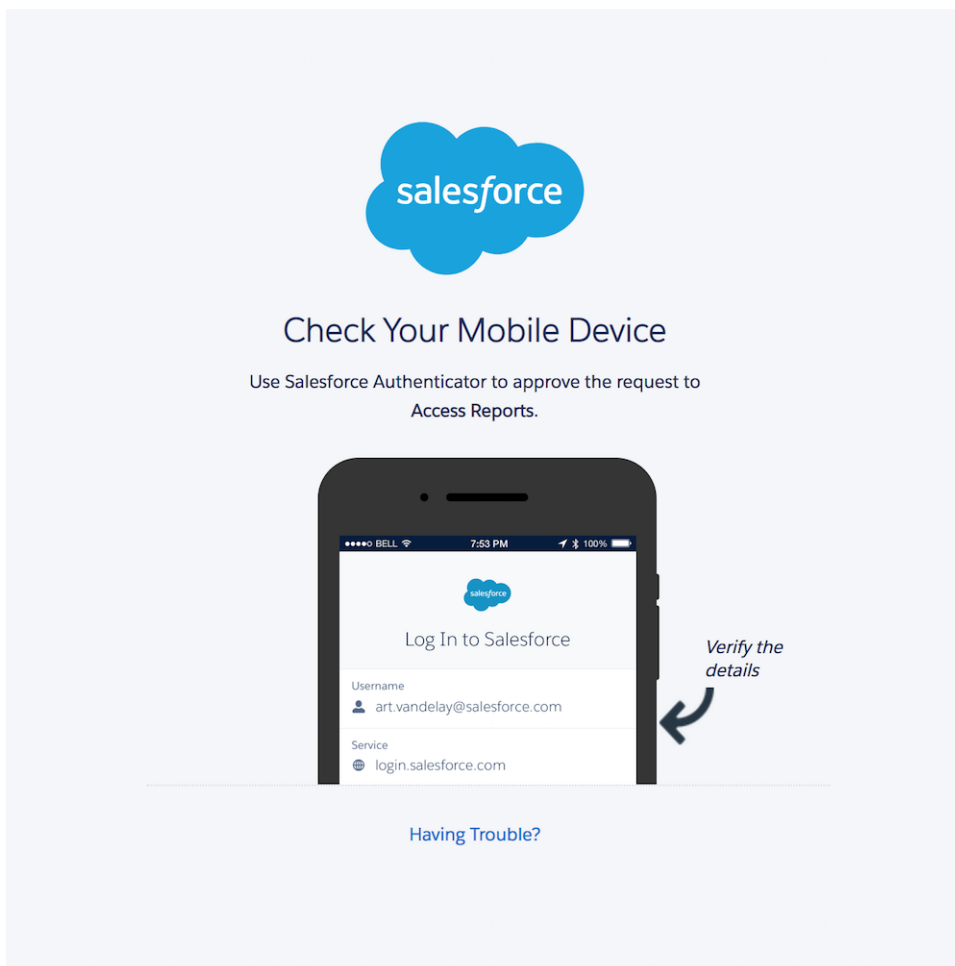 salesforce
Check Your Mobile Device
Use Salesforce Authenticator to approve the request to
Access Reports.
BELL 7:53 PM 100%
salesforce
Log In to Salesforce
Username
art.vandelay@salesforce.com
Service
login.salesforce.com
Verify the
details
Having Trouble?